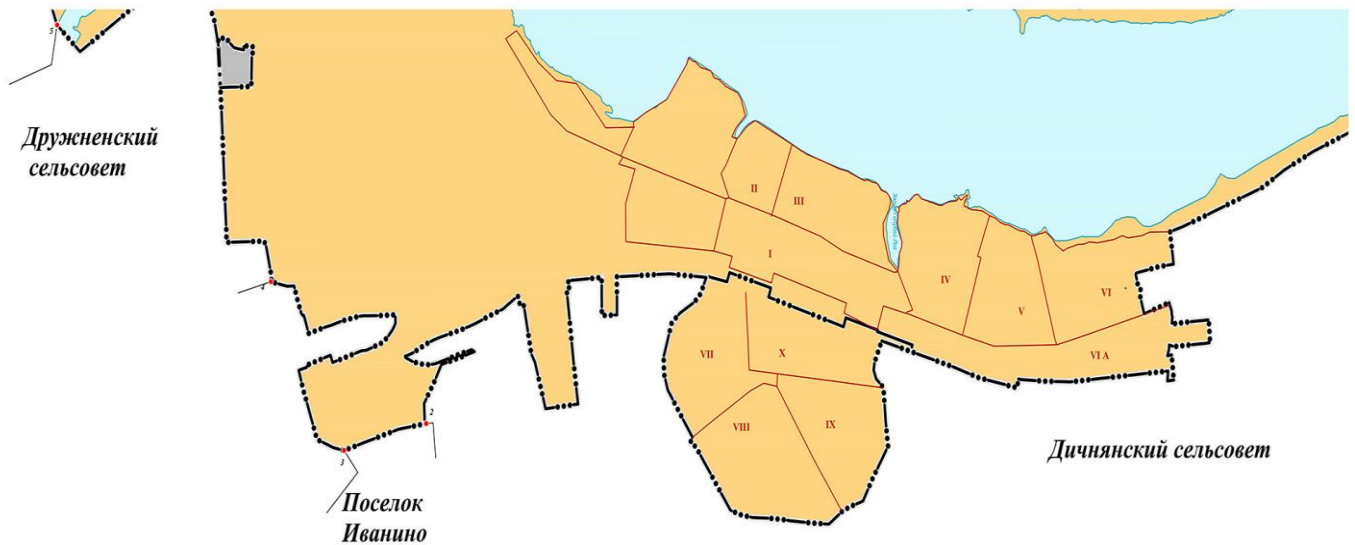 5
Дружненский
сельсовет
II
III
I
IV
V
VI
VI А
4
VII
X
VIII
IX
2
3
Дичнянский сельсовет
Поселок
Иванино